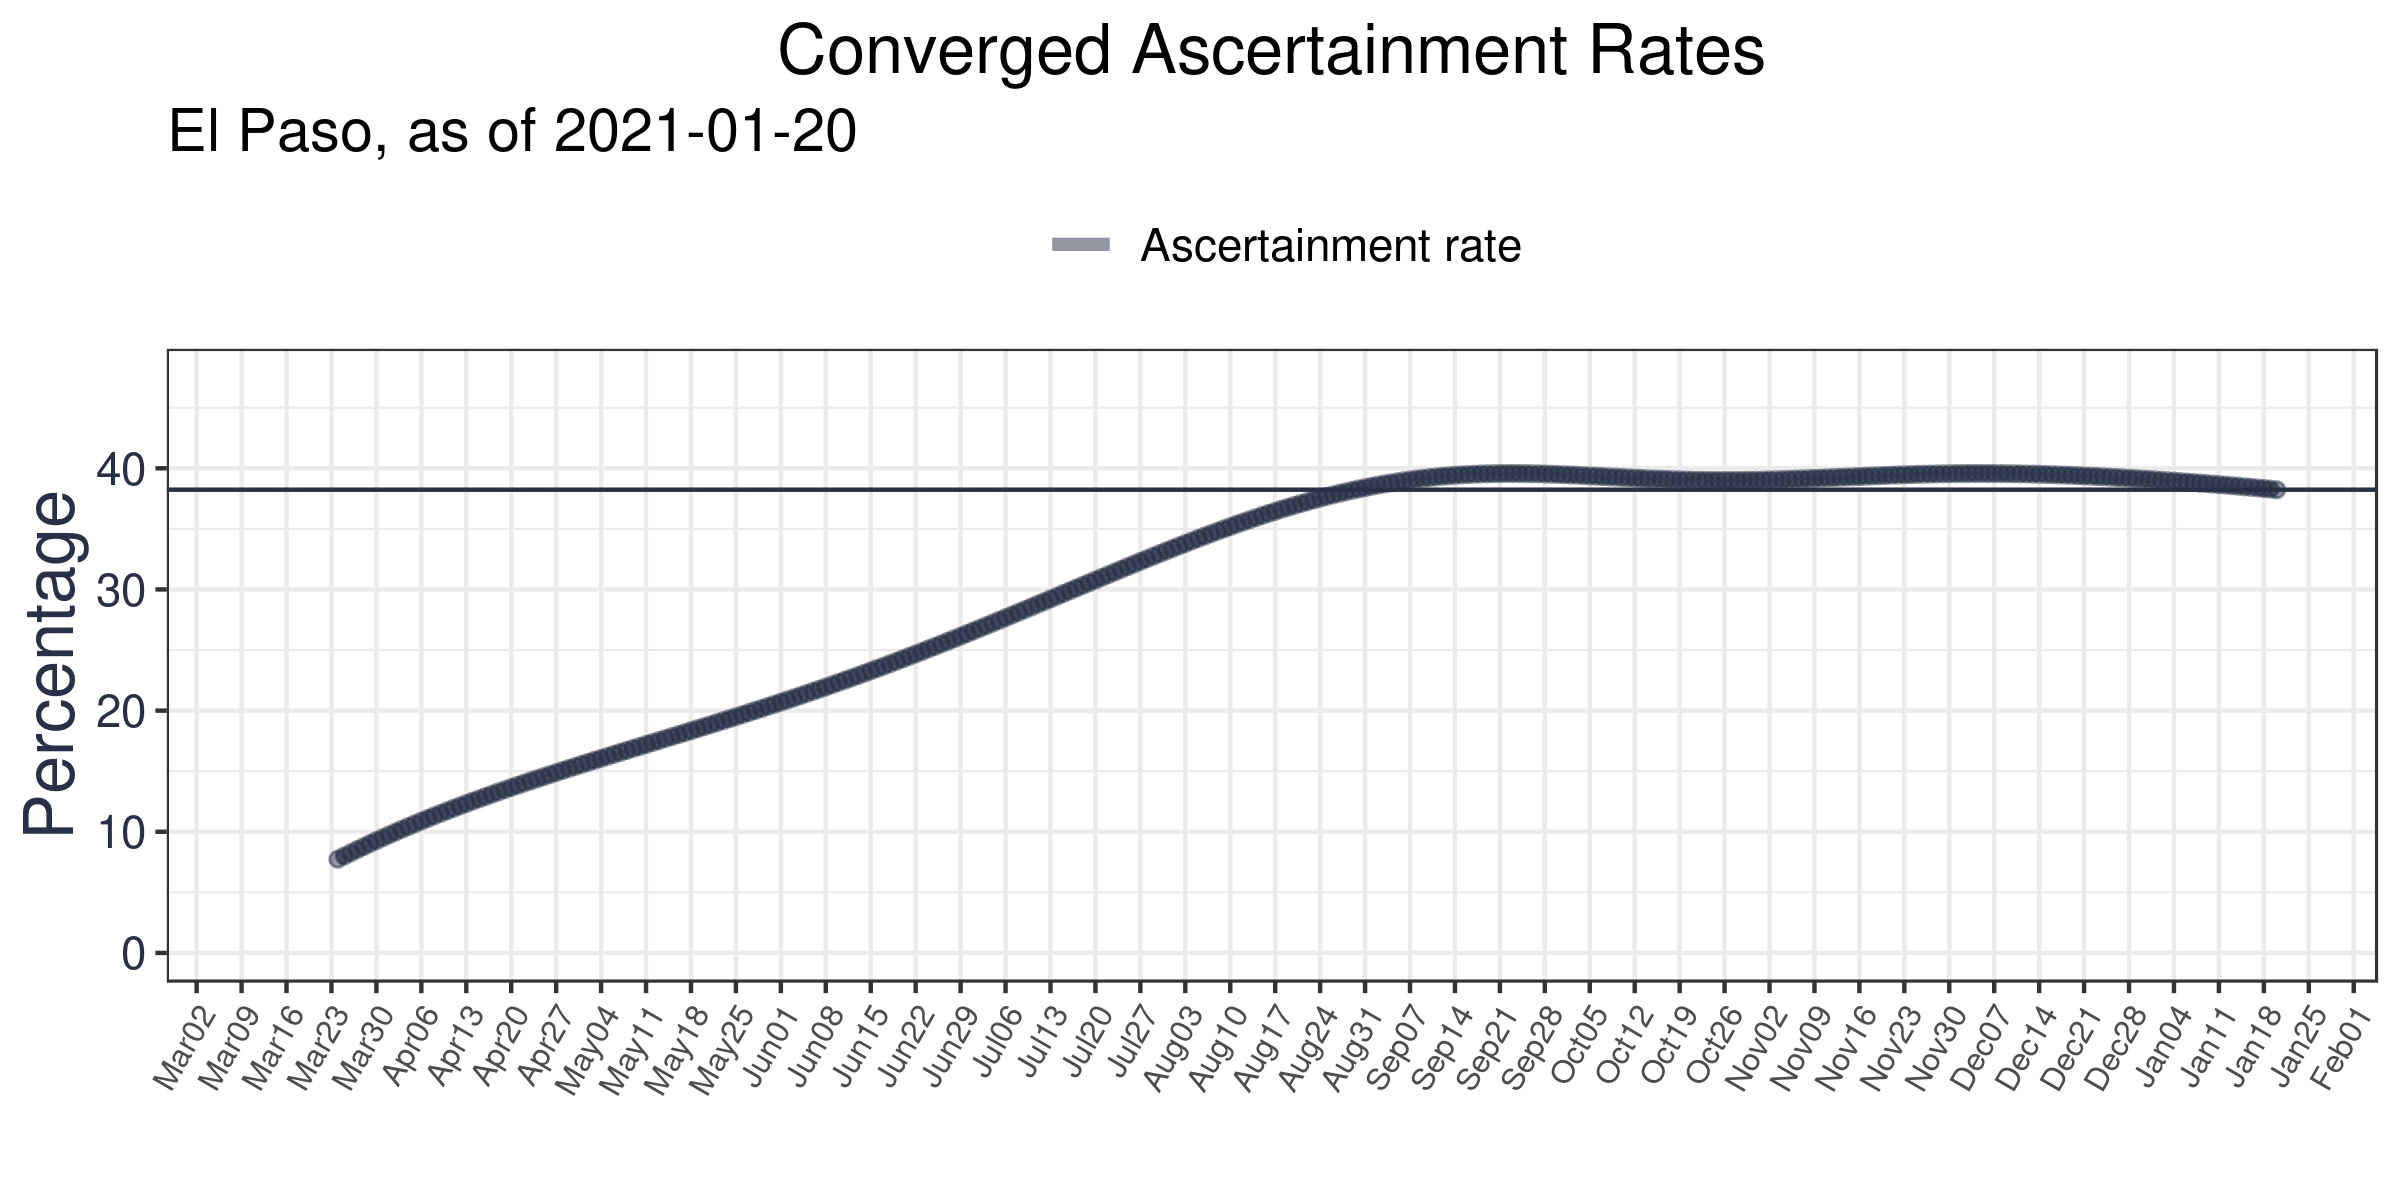 Converged Ascertainment Rates
El Paso, as of 2021-01-20
Ascertainment rate
Percentage
40
30
20
10
0
Mar02
Mar09
Mar16
Mar23
Mar30
Apr06
Apr13
Apr20
Apr27
May04
May11
May18
May25
Jun01
Jun08
Jun15
Jun22
Jun29
Jul06
Jul13
Jul20
Jul27
Aug03
Aug10
Aug17
Aug24
Aug31
Sep07
Sep14
Sep21
Sep28
Oct05
Oct12
Oct19
Oct26
Nov02
Nov09
Nov16
Nov23
Nov30
Dec07
Dec14
Dec21
Dec28
Jan04
Jan11
Jan18
Jan25
Feb01